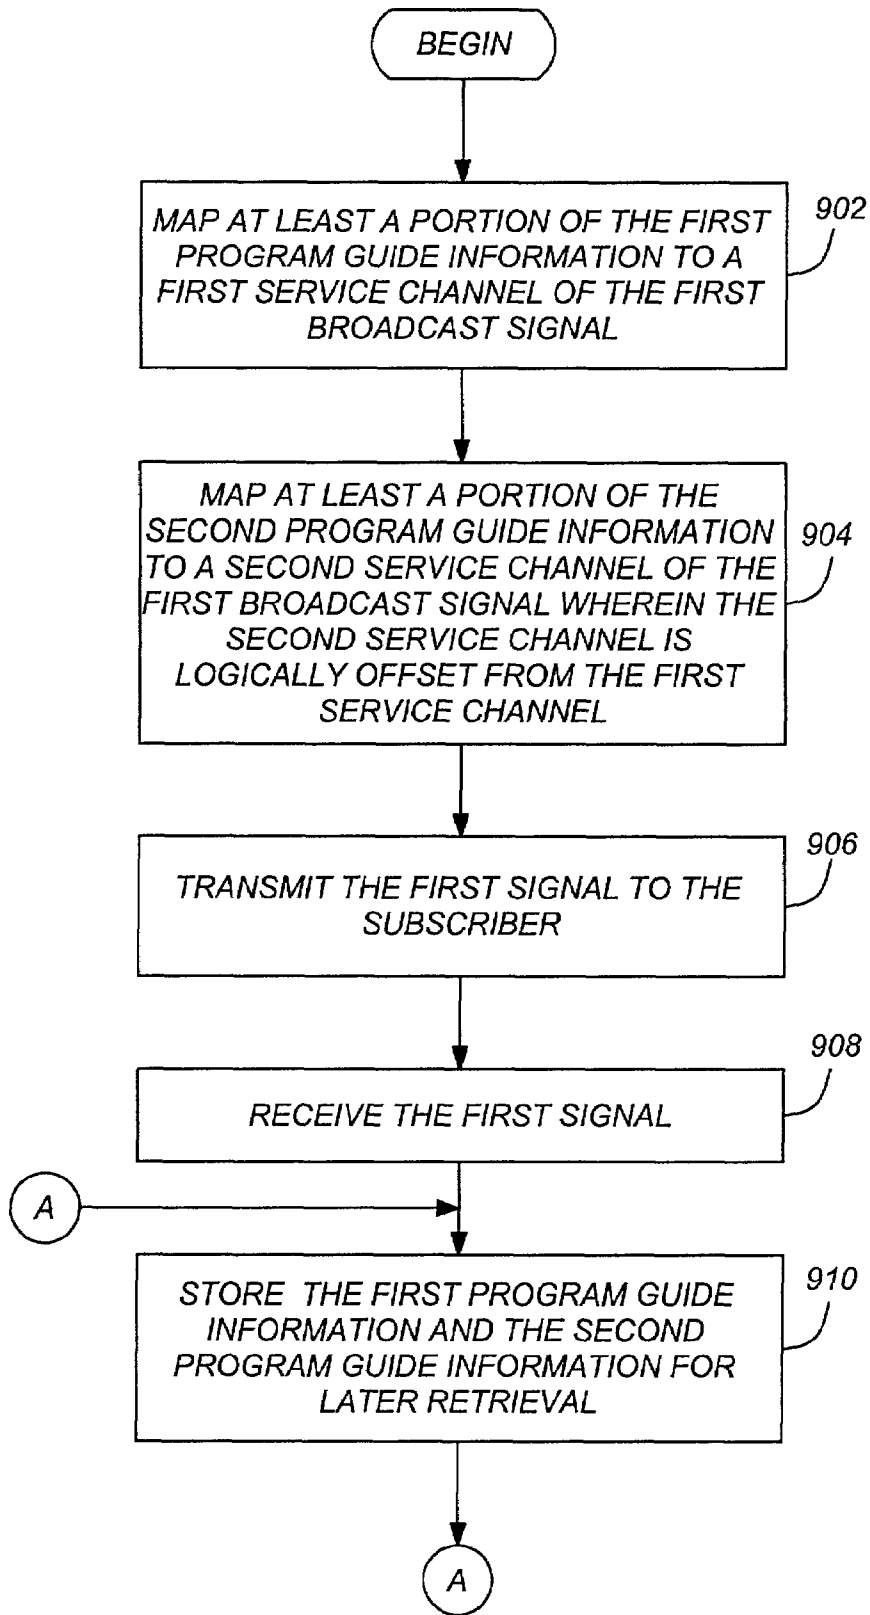 BEGIN
MAP AT LEAST A PORTION OF THE FIRST
PROGRAM GUIDE INFORMATION TO A
FIRST SERVICE CHANNEL OF THE FIRST
BROADCAST SIGNAL
902
MAP AT LEAST A PORTION OF THE
SECOND PROGRAM GUIDE INFORMATION
TO A SECOND SERVICE CHANNEL OF THE
FIRST BROADCAST SIGNAL WHEREIN THE
SECOND SERVICE CHANNEL IS
LOGICALLY OFFSET FROM THE FIRST
SERVICE CHANNEL
904
TRANSMIT THE FIRST SIGNAL TO THE
SUBSCRIBER
906
RECEIVE THE FIRST SIGNAL
908
A
STORE THE FIRST PROGRAM GUIDE
INFORMATION AND THE SECOND
PROGRAM GUIDE INFORMATION FOR
LATER RETRIEVAL
910
A